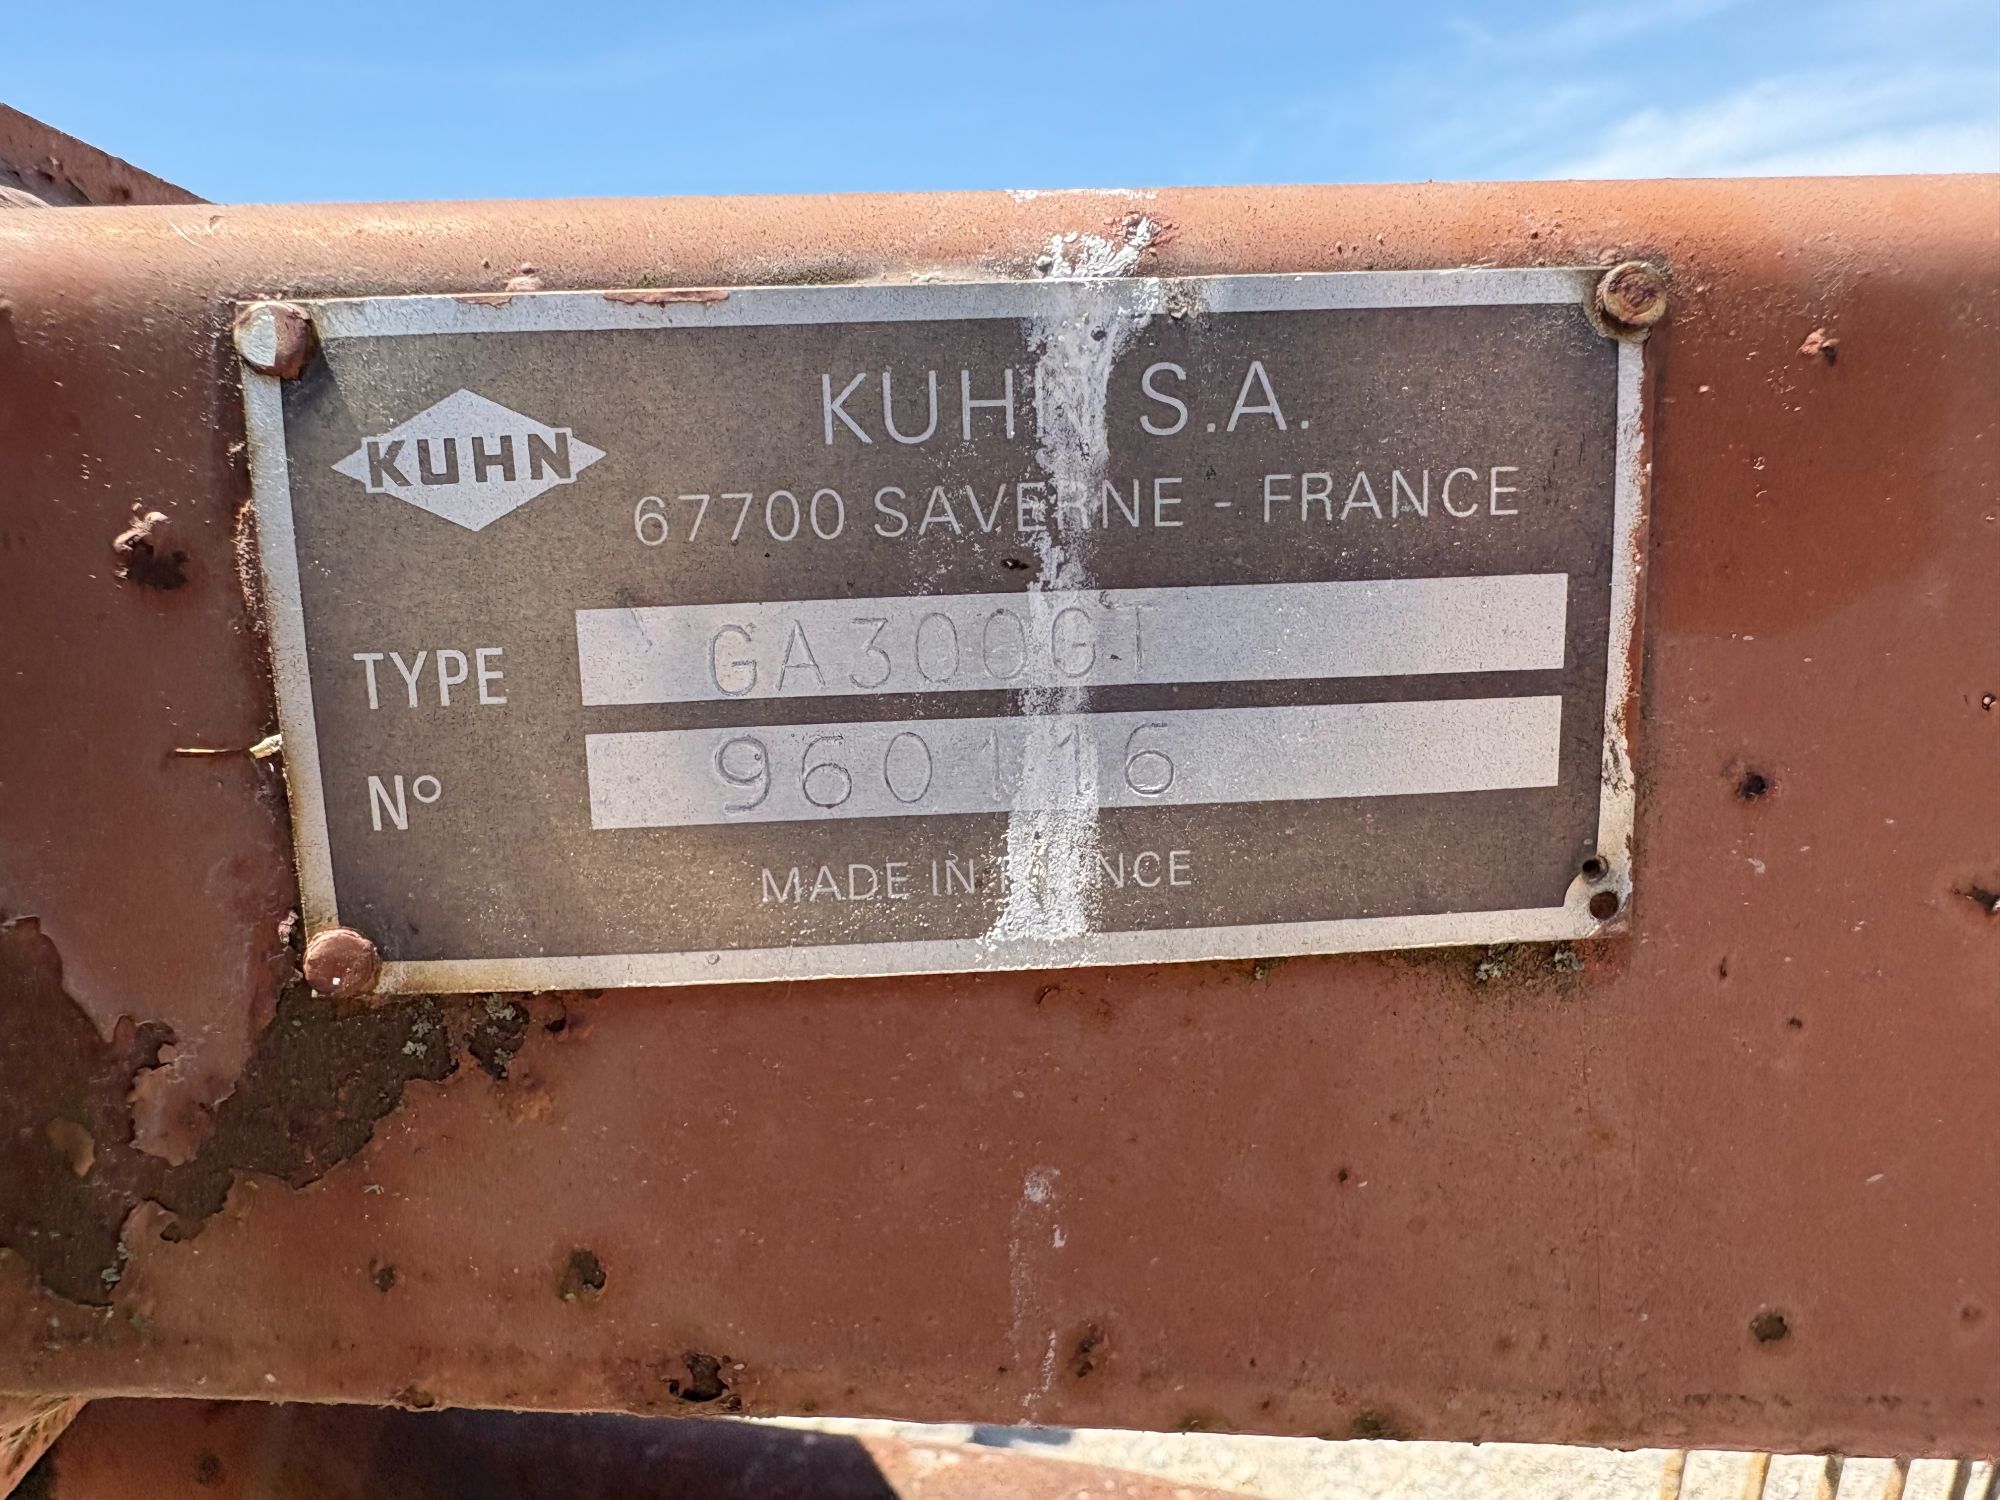 KUHN
KUHN S.A.
67700 SAVERNE - FRANCE
TYPE GA300GT
N° 960116
MADE IN FRANCE